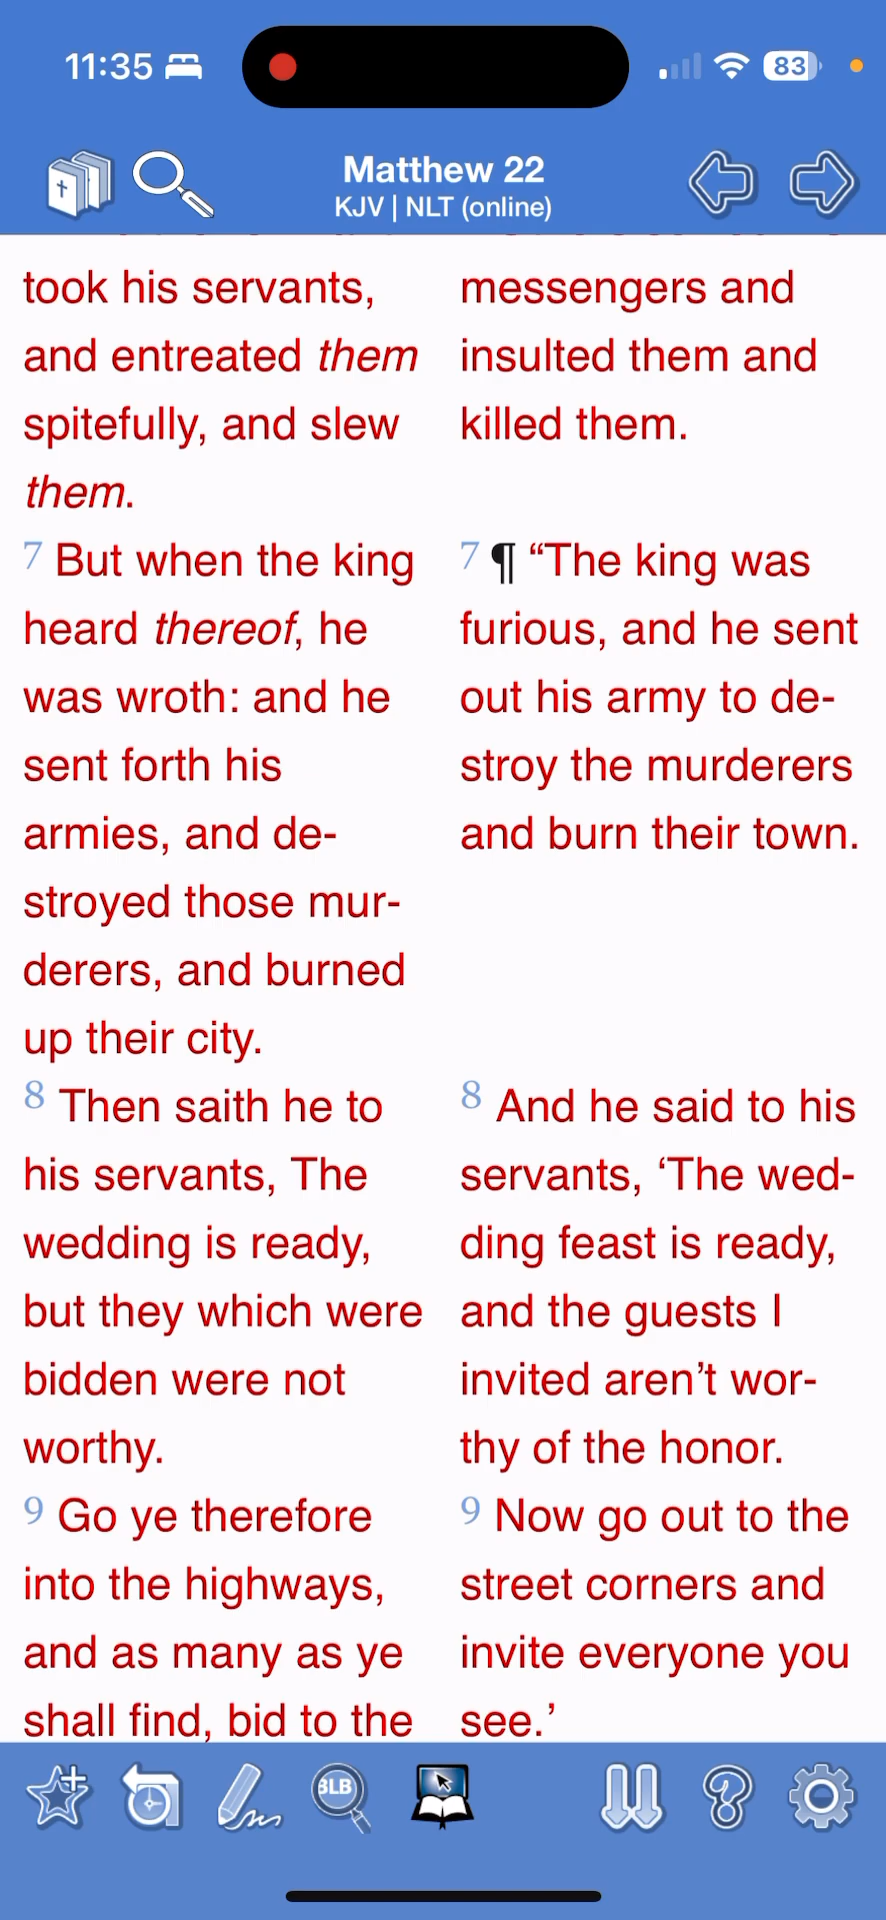 11:35
83
Matthew 22
KJV | NLT (online)
took his servants,
and entreated them
spitefully, and slew
them.
7 But when the king
heard thereof, he
was wroth: and he
sent forth his
armies, and de-
stroyed those mur-
derers, and burned
up their city.
8 Then saith he to
his servants, The
wedding is ready,
but they which were
bidden were not
worthy.
9 Go ye therefore
into the highways,
and as many as ye
shall find, bid to the
messengers and
insulted them and
killed them.
7 ¶ “The king was
furious, and he sent
out his army to de-
stroy the murderers
and burn their town.
8 And he said to his
servants, ‘The wed-
ding feast is ready,
and the guests I
invited aren’t wor-
thy of the honor.
9 Now go out to the
street corners and
invite everyone you
see.’
BLB